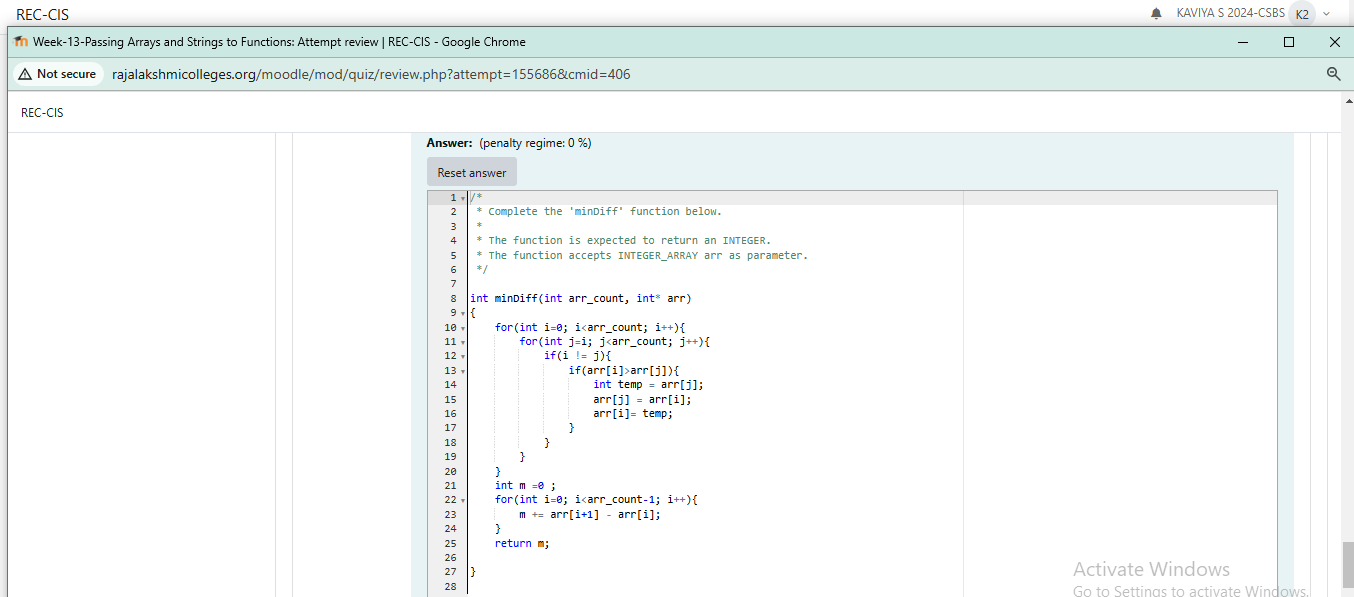 REC-CIS
KAVIYA S 2024-CSBS K2
Week-13-Passing Arrays and Strings to Functions: Attempt review | REC-CIS - Google Chrome
Not secure rajalakshmicolleges.org/moodle/mod/quiz/review.php?attempt=155686&cmid=406
REC-CIS
Answer: (penalty regime: 0 %)
Reset answer
1 /*
2 * Complete the 'minDiff' function below.
3 *
4 * The function is expected to return an INTEGER.
5 * The function accepts INTEGER_ARRAY arr as parameter.
6 */
7
8 int minDiff(int arr_count, int* arr)
9 {
10 for(int i=0; i<arr_count; i++){
11 for(int j=i; j<arr_count; j++){
12 if(i != j){
13 if(arr[i]>arr[j]){
14 int temp = arr[j];
15 arr[j] = arr[i];
16 arr[i]= temp;
17 }
18 }
19 }
20 }
21 int m =0 ;
22 for(int i=0; i<arr_count-1; i++){
23 m += arr[i+1] - arr[i];
24 }
25 return m;
26
27 }
28
Activate Windows
Go to Settings to activate Windows.